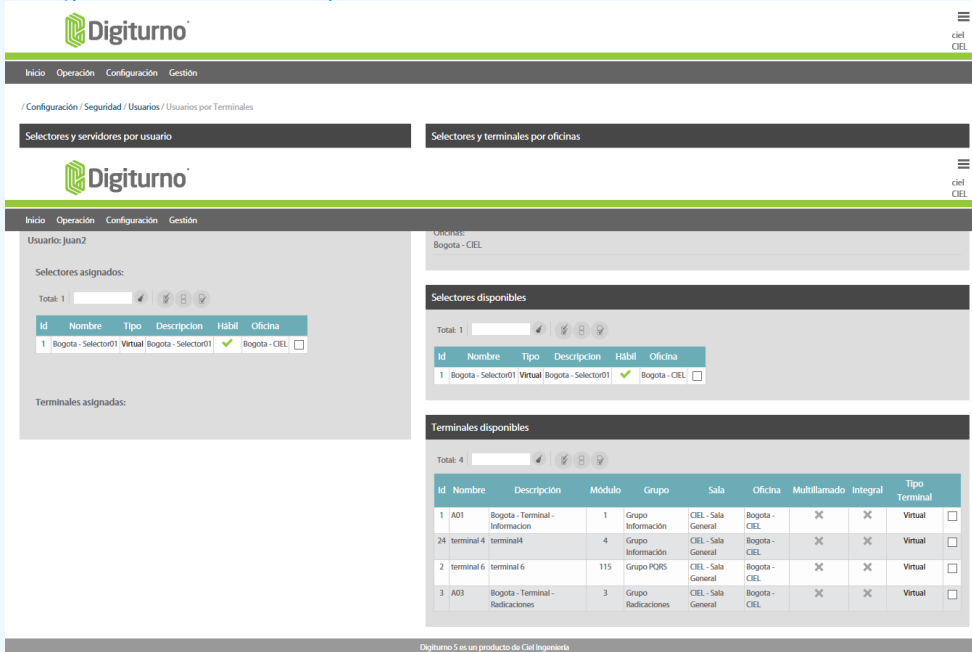 Digiturno
ciel
CIEL
Inicio Operación Configuración Gestión
/ Configuración / Seguridad / Usuarios / Usuarios por Terminales
Selectores y servidores por usuario
Selectores y terminales por oficinas
Digiturno
ciel
CIEL
Inicio Operación Configuración Gestión
Usuario: juan2
Oficinas:
Bogota - CIEL
Selectores asignados:
Total: 1
Id Nombre Tipo Descripcion Hábil Oficina
1 Bogota - Selector01 Virtual Bogota - Selector01 Bogota - CIEL
Terminales asignadas:
Selectores disponibles
Total: 1
Id Nombre Tipo Descripcion Hábil Oficina
1 Bogota - Selector01 Virtual Bogota - Selector01 Bogota - CIEL
Terminales disponibles
Total: 4
Id Nombre Descripción Módulo Grupo Sala Oficina Multillamado Integral Tipo
Terminal
1 A01 Bogota - Terminal - 1 Grupo CIEL - Sala Bogota - Virtual
Informacion Información General CIEL
24 terminal 4 terminal4 4 Grupo CIEL - Sala Bogota - Virtual
Información General CIEL
2 terminal 6 terminal 6 115 Grupo PQRS CIEL - Sala Bogota - Virtual
General CIEL
3 A03 Bogota - Terminal - 3 Grupo CIEL - Sala Bogota - Virtual
Radicaciones Radicaciones General CIEL
Digiturno 5 es un producto de Ciel Ingeniería